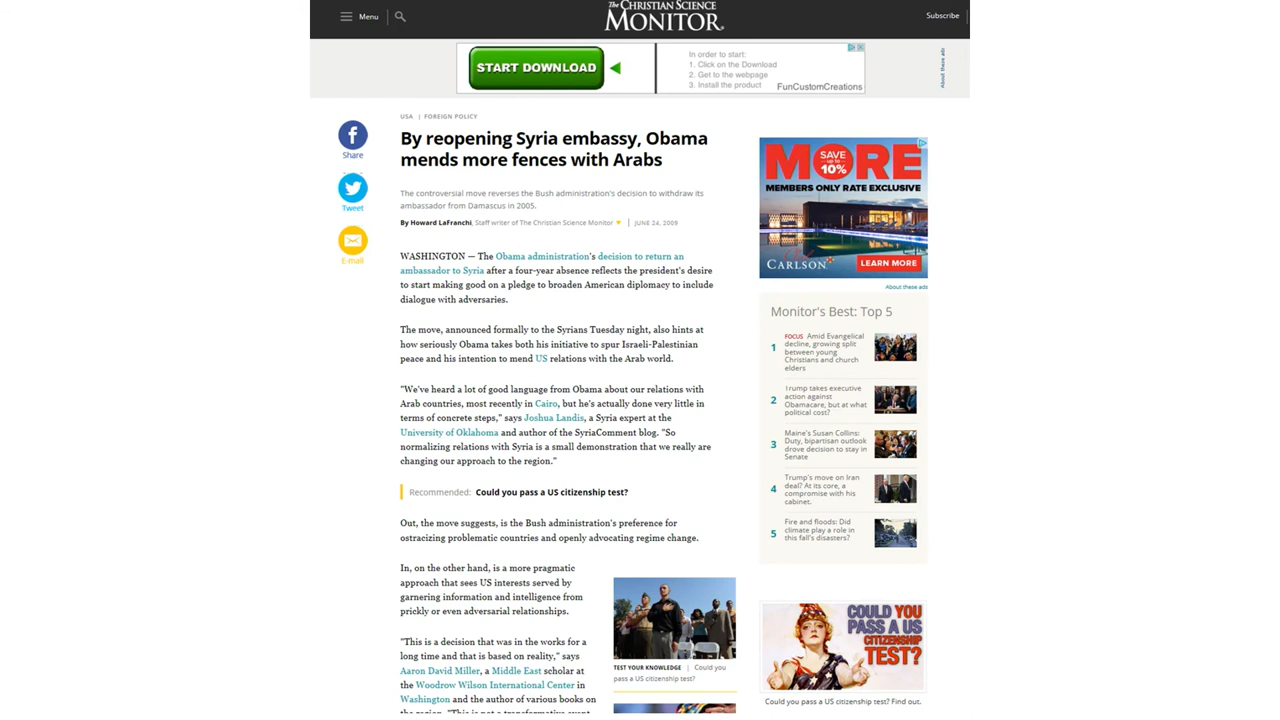 Menu
The CHRISTIAN SCIENCE
MONITOR
Subscribe
START DOWNLOAD
In order to start:
1. Click on the Download
2. Get to the webpage
3. Install the product
FunCustomCreations
About these ads
USA | FOREIGN POLICY
By reopening Syria embassy, Obama
mends more fences with Arabs
The controversial move reverses the Bush administration's decision to withdraw its
ambassador from Damascus in 2005.
By Howard LaFranchi, Staff writer of The Christian Science Monitor | JUNE 24, 2009
Share
Tweet
E-mail
WASHINGTON — The Obama administration's decision to return an
ambassador to Syria after a four-year absence reflects the president's desire
to start making good on a pledge to broaden American diplomacy to include
dialogue with adversaries.
The move, announced formally to the Syrians Tuesday night, also hints at
how seriously Obama takes both his initiative to spur Israeli-Palestinian
peace and his intention to mend US relations with the Arab world.
"We've heard a lot of good language from Obama about our relations with
Arab countries, most recently in Cairo, but he's actually done very little in
terms of concrete steps," says Joshua Landis, a Syria expert at the
University of Oklahoma and author of the SyriaComment blog. "So
normalizing relations with Syria is a small demonstration that we really are
changing our approach to the region."
Recommended: Could you pass a US citizenship test?
Out, the move suggests, is the Bush administration's preference for
ostracizing problematic countries and openly advocating regime change.
In, on the other hand, is a more pragmatic
approach that sees US interests served by
garnering information and intelligence from
prickly or even adversarial relationships.
"This is a decision that was in the works for a
long time and that is based on reality," says
Aaron David Miller, a Middle East scholar at
the Woodrow Wilson International Center in
Washington and the author of various books on
the region. "This is not a transformative event
TEST YOUR KNOWLEDGE | Could you
pass a US citizenship test?
MORE
SAVE
up to
10%
MEMBERS ONLY RATE EXCLUSIVE
CARLSON
LEARN MORE
About these ads
Monitor's Best: Top 5
1
FOCUS Amid Evangelical
decline, growing split
between young
Christians and church
elders
2
Trump takes executive
action against
Obamacare, but at what
political cost?
3
Maine's Susan Collins:
Duty, bipartisan outlook
drove decision to stay in
Senate
4
Trump's move on Iran
deal? At its core, a
compromise with his
cabinet.
5
Fire and floods: Did
climate play a role in
this fall's disasters?
COULD YOU
PASS A US
CITIZENSHIP
TEST?
Could you pass a US citizenship test? Find out.